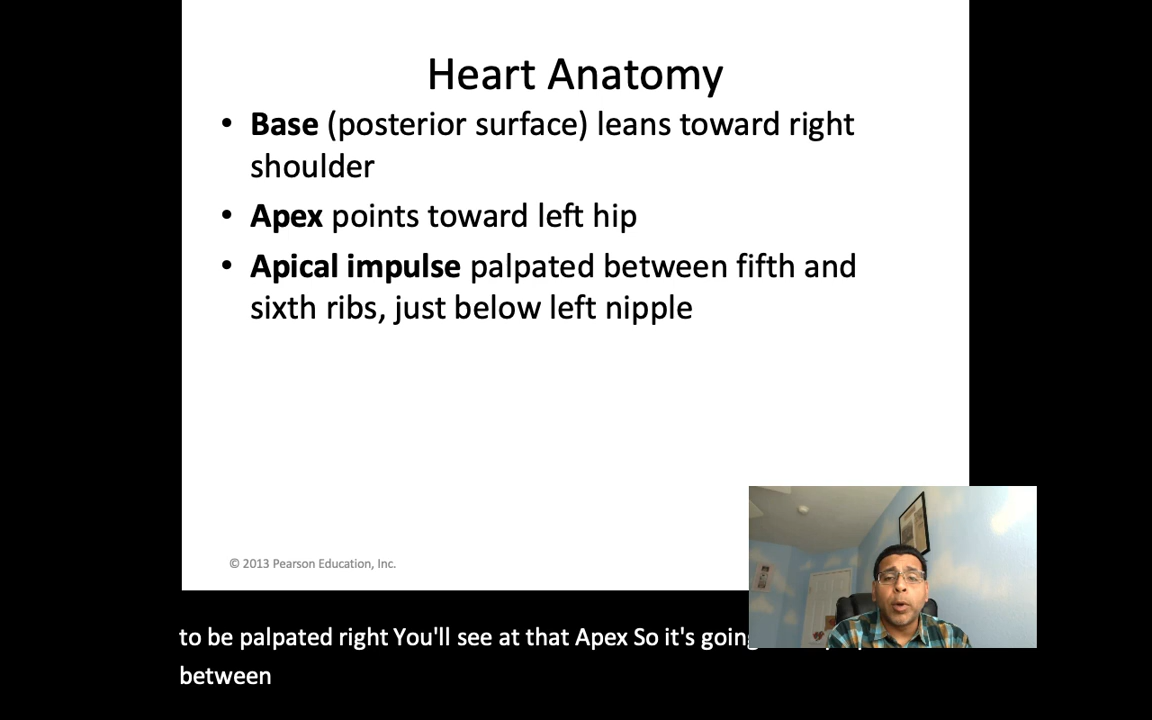 Heart Anatomy
• Base (posterior surface) leans toward right
shoulder
• Apex points toward left hip
• Apical impulse palpated between fifth and
sixth ribs, just below left nipple
© 2013 Pearson Education, Inc.
to be palpated right You'll see at that Apex So it's going
between